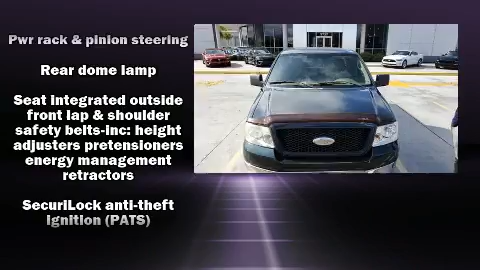 Pwr rack & pinion steering
Rear dome lamp
Seat integrated outside
front lap & shoulder
safety belts-inc: height
adjusters pretensioners
energy management
retractors
SecuriLock anti-theft
ignition (PATS)